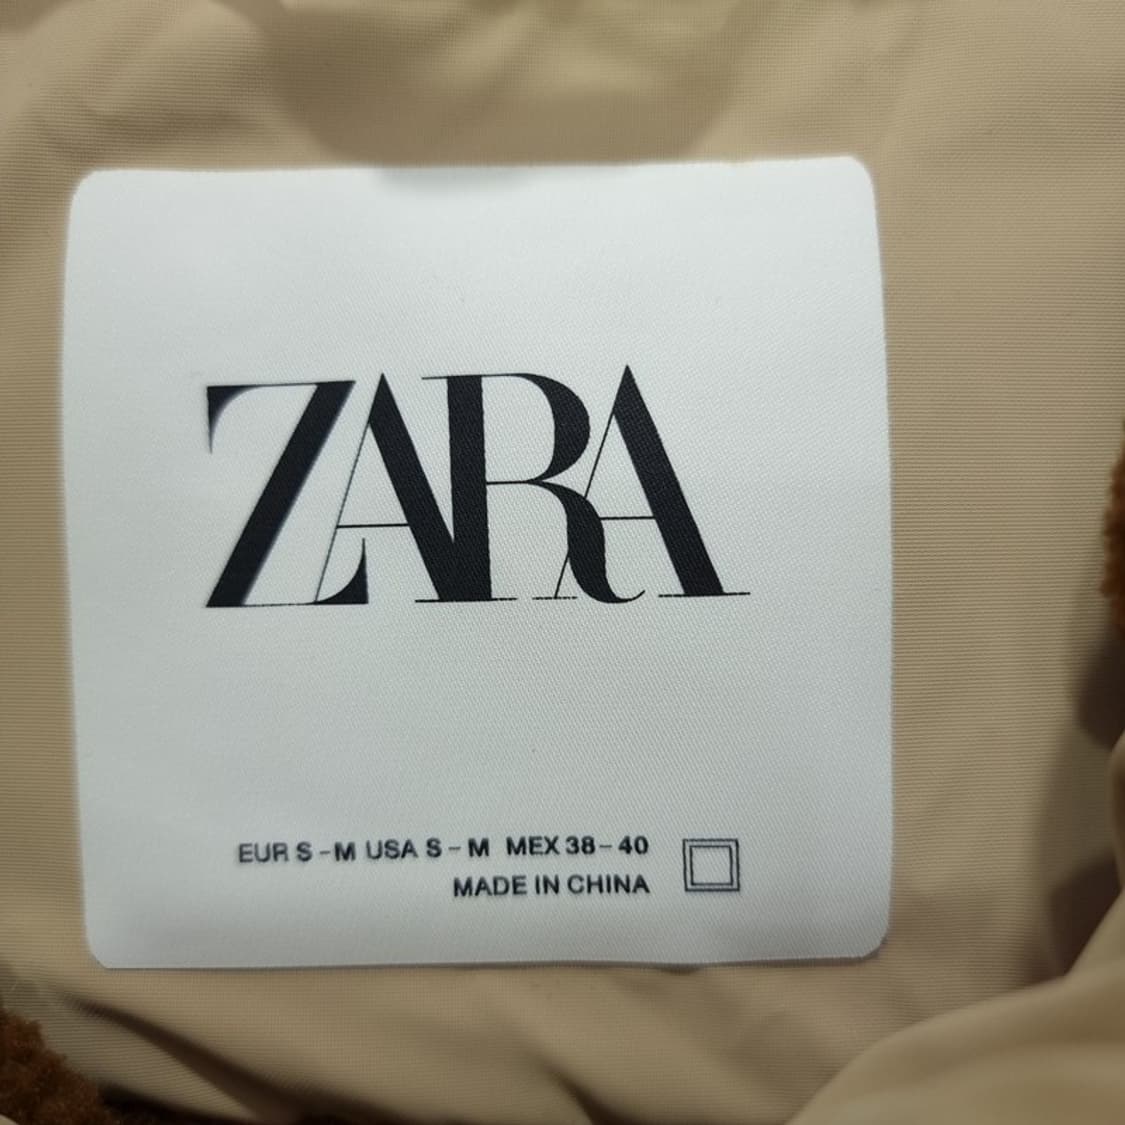 ZARA
EUR S-M USA S-M MEX 38-40
MADE IN CHINA